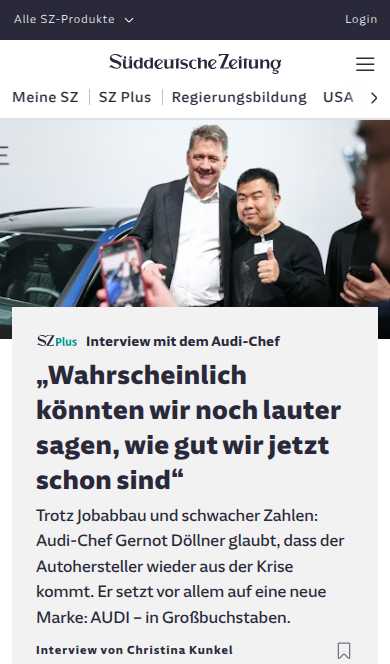 Alle SZ-Produkte
Login
Süddeutsche Zeitung
Meine SZ
SZ Plus
Regierungsbildung
USA
SZ Plus Interview mit dem Audi-Chef
„Wahrscheinlich
könnten wir noch lauter
sagen, wie gut wir jetzt
schon sind“
Trotz Jobabbau und schwacher Zahlen:
Audi-Chef Gernot Döllner glaubt, dass der
Autohersteller wieder aus der Krise
kommt. Er setzt vor allem auf eine neue
Marke: AUDI – in Großbuchstaben.
Interview von Christina Kunkel